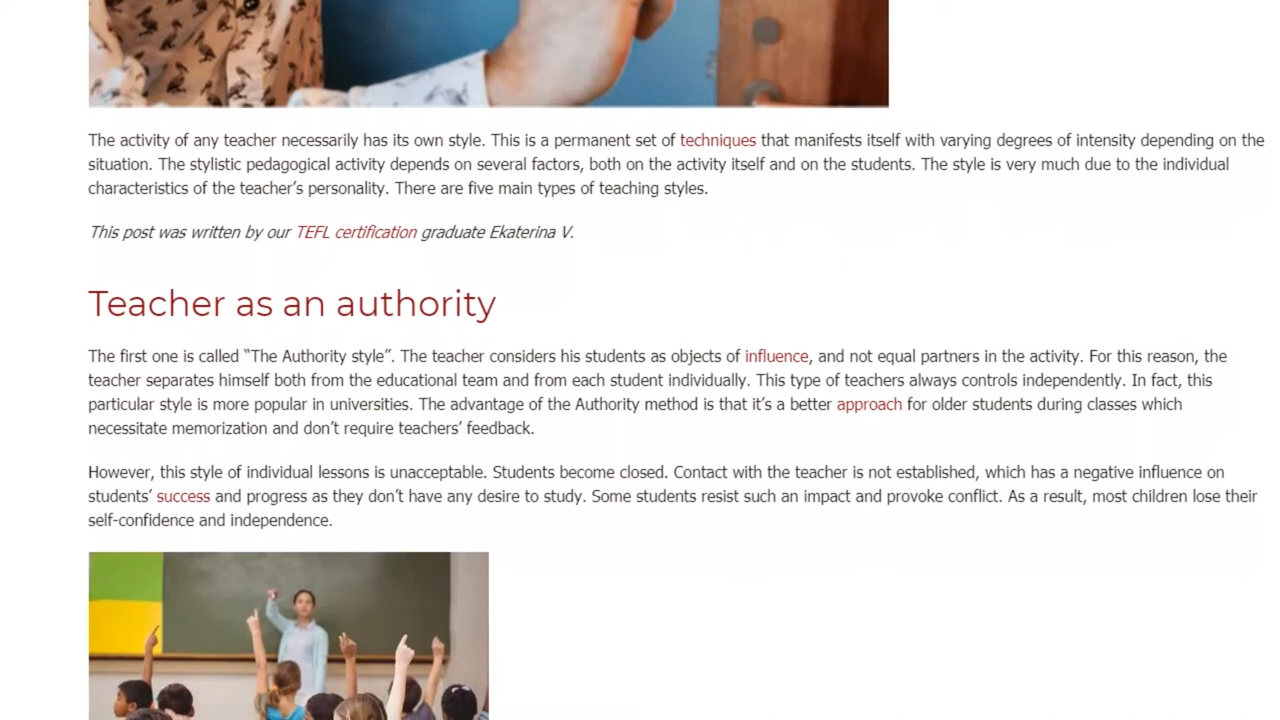 The activity of any teacher necessarily has its own style. This is a permanent set of techniques that manifests itself with varying degrees of intensity depending on the
situation. The stylistic pedagogical activity depends on several factors, both on the activity itself and on the students. The style is very much due to the individual
characteristics of the teacher's personality. There are five main types of teaching styles.
This post was written by our TEFL certification graduate Ekaterina V.
Teacher as an authority
The first one is called “The Authority style”. The teacher considers his students as objects of influence, and not equal partners in the activity. For this reason, the
teacher separates himself both from the educational team and from each student individually. This type of teachers always controls independently. In fact, this
particular style is more popular in universities. The advantage of the Authority method is that it’s a better approach for older students during classes which
necessitate memorization and don’t require teachers’ feedback.
However, this style of individual lessons is unacceptable. Students become closed. Contact with the teacher is not established, which has a negative influence on
students’ success and progress as they don’t have any desire to study. Some students resist such an impact and provoke conflict. As a result, most children lose their
self-confidence and independence.